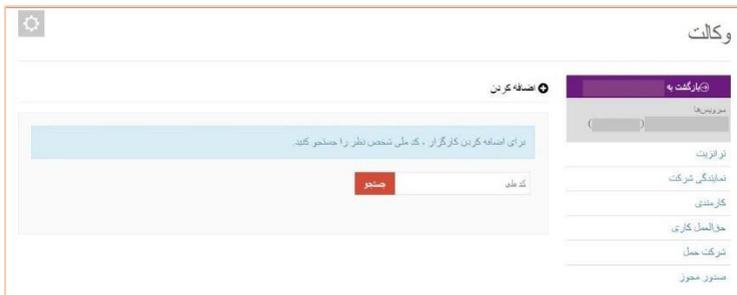 وکالت
بازگشت به
سرویس‌ها
( )
ترانزیت
نمایندگی شرکت
کارمندی
حق‌العمل کاری
شرکت حمل
صدور مجوز
اضافه کردن
برای اضافه کردن کارگزار ، کد ملی شخص نظر را جستجو کنید.
کد ملی
جستجو